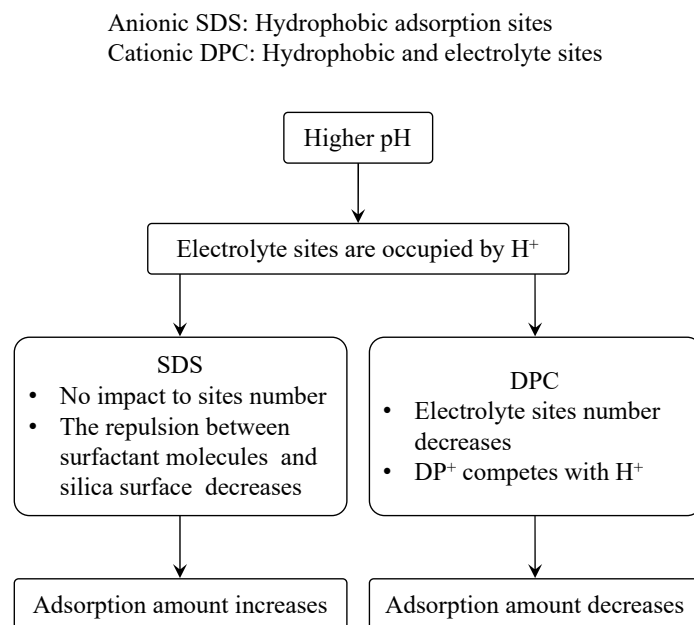 Anionic SDS: Hydrophobic adsorption sites
Cationic DPC: Hydrophobic and electrolyte sites
Higher pH
Electrolyte sites are occupied by H⁺
SDS
• No impact to sites number
• The repulsion between
surfactant molecules and
silica surface decreases
DPC
• Electrolyte sites number
decreases
• DP⁺ competes with H⁺
Adsorption amount increases
Adsorption amount decreases